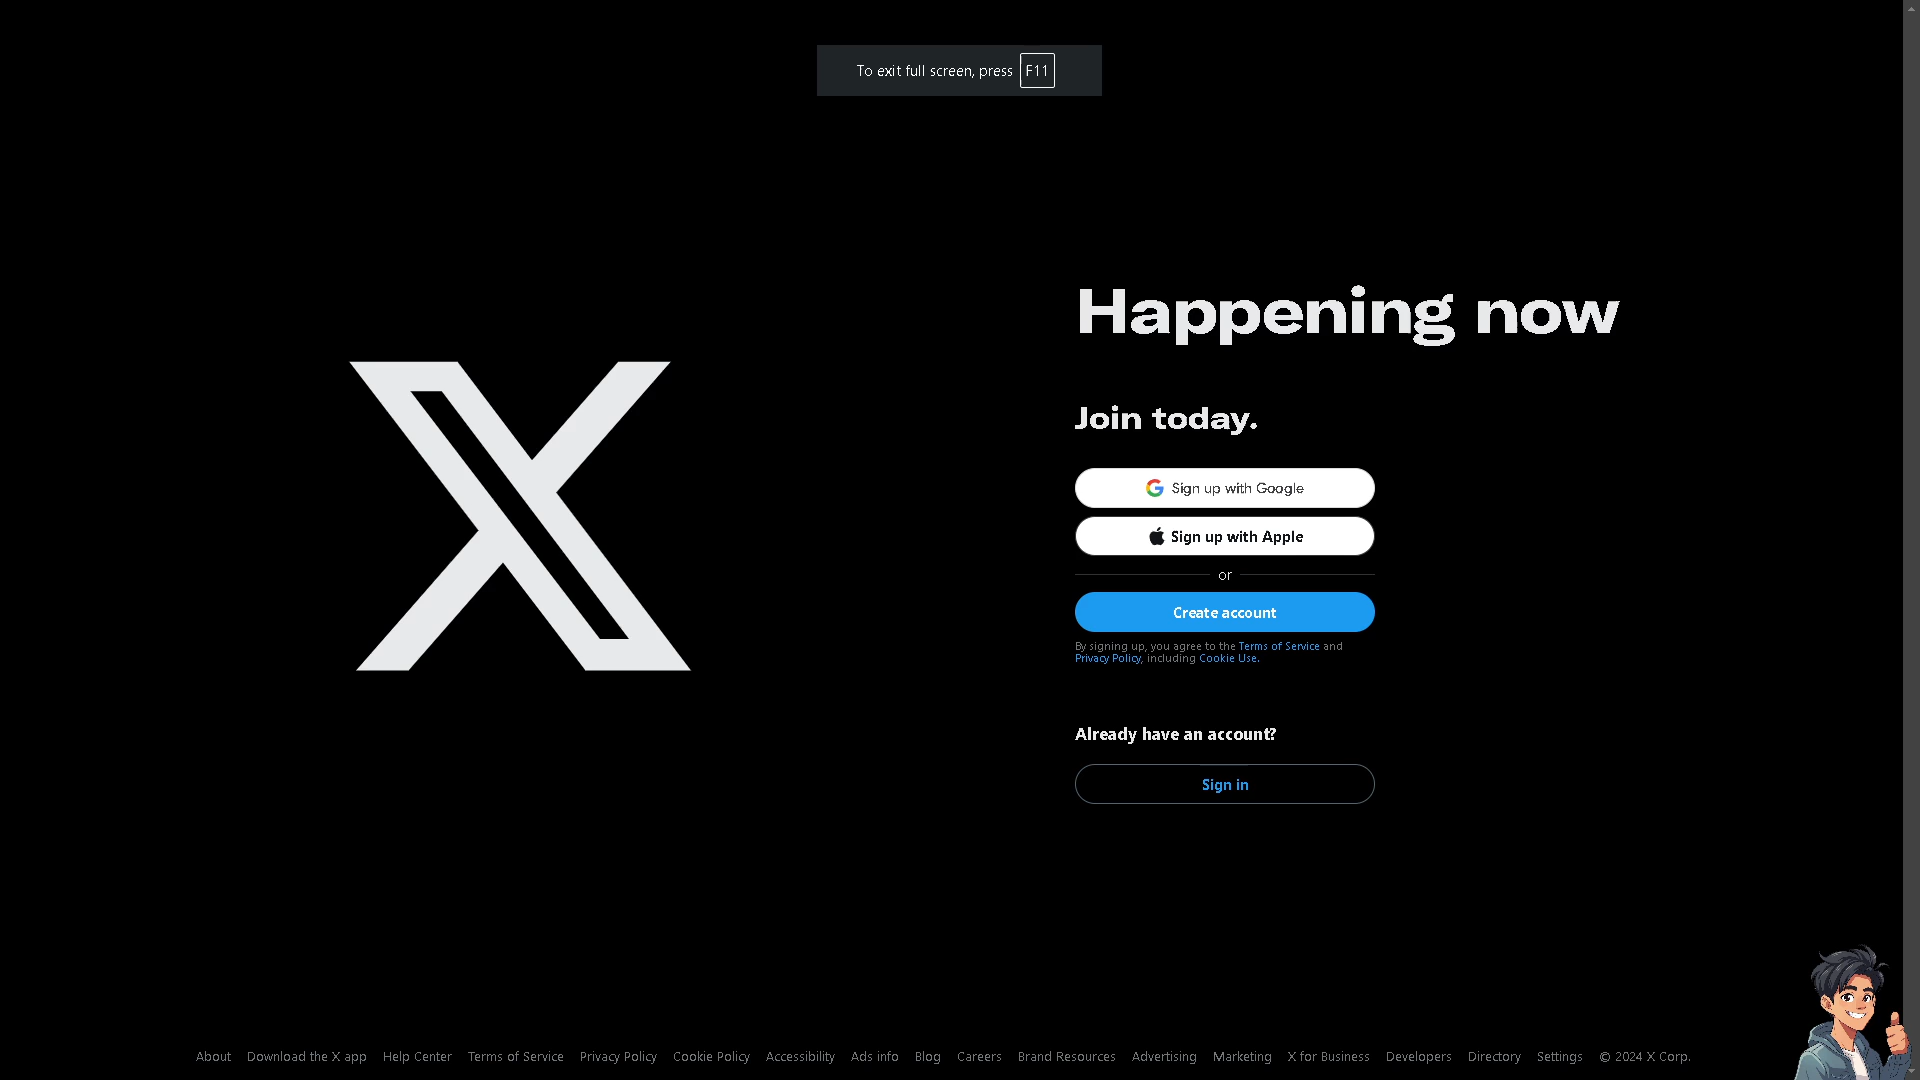 To exit full screen, press F11
Happening now
Join today.
Sign up with Google
Sign up with Apple
or
Create account
By signing up, you agree to the Terms of Service and
Privacy Policy, including Cookie Use.
Already have an account?
Sign in
About Download the X app Help Center Terms of Service Privacy Policy Cookie Policy Accessibility Ads info Blog Careers Brand Resources Advertising Marketing X for Business Developers Directory Settings © 2024 X Corp.